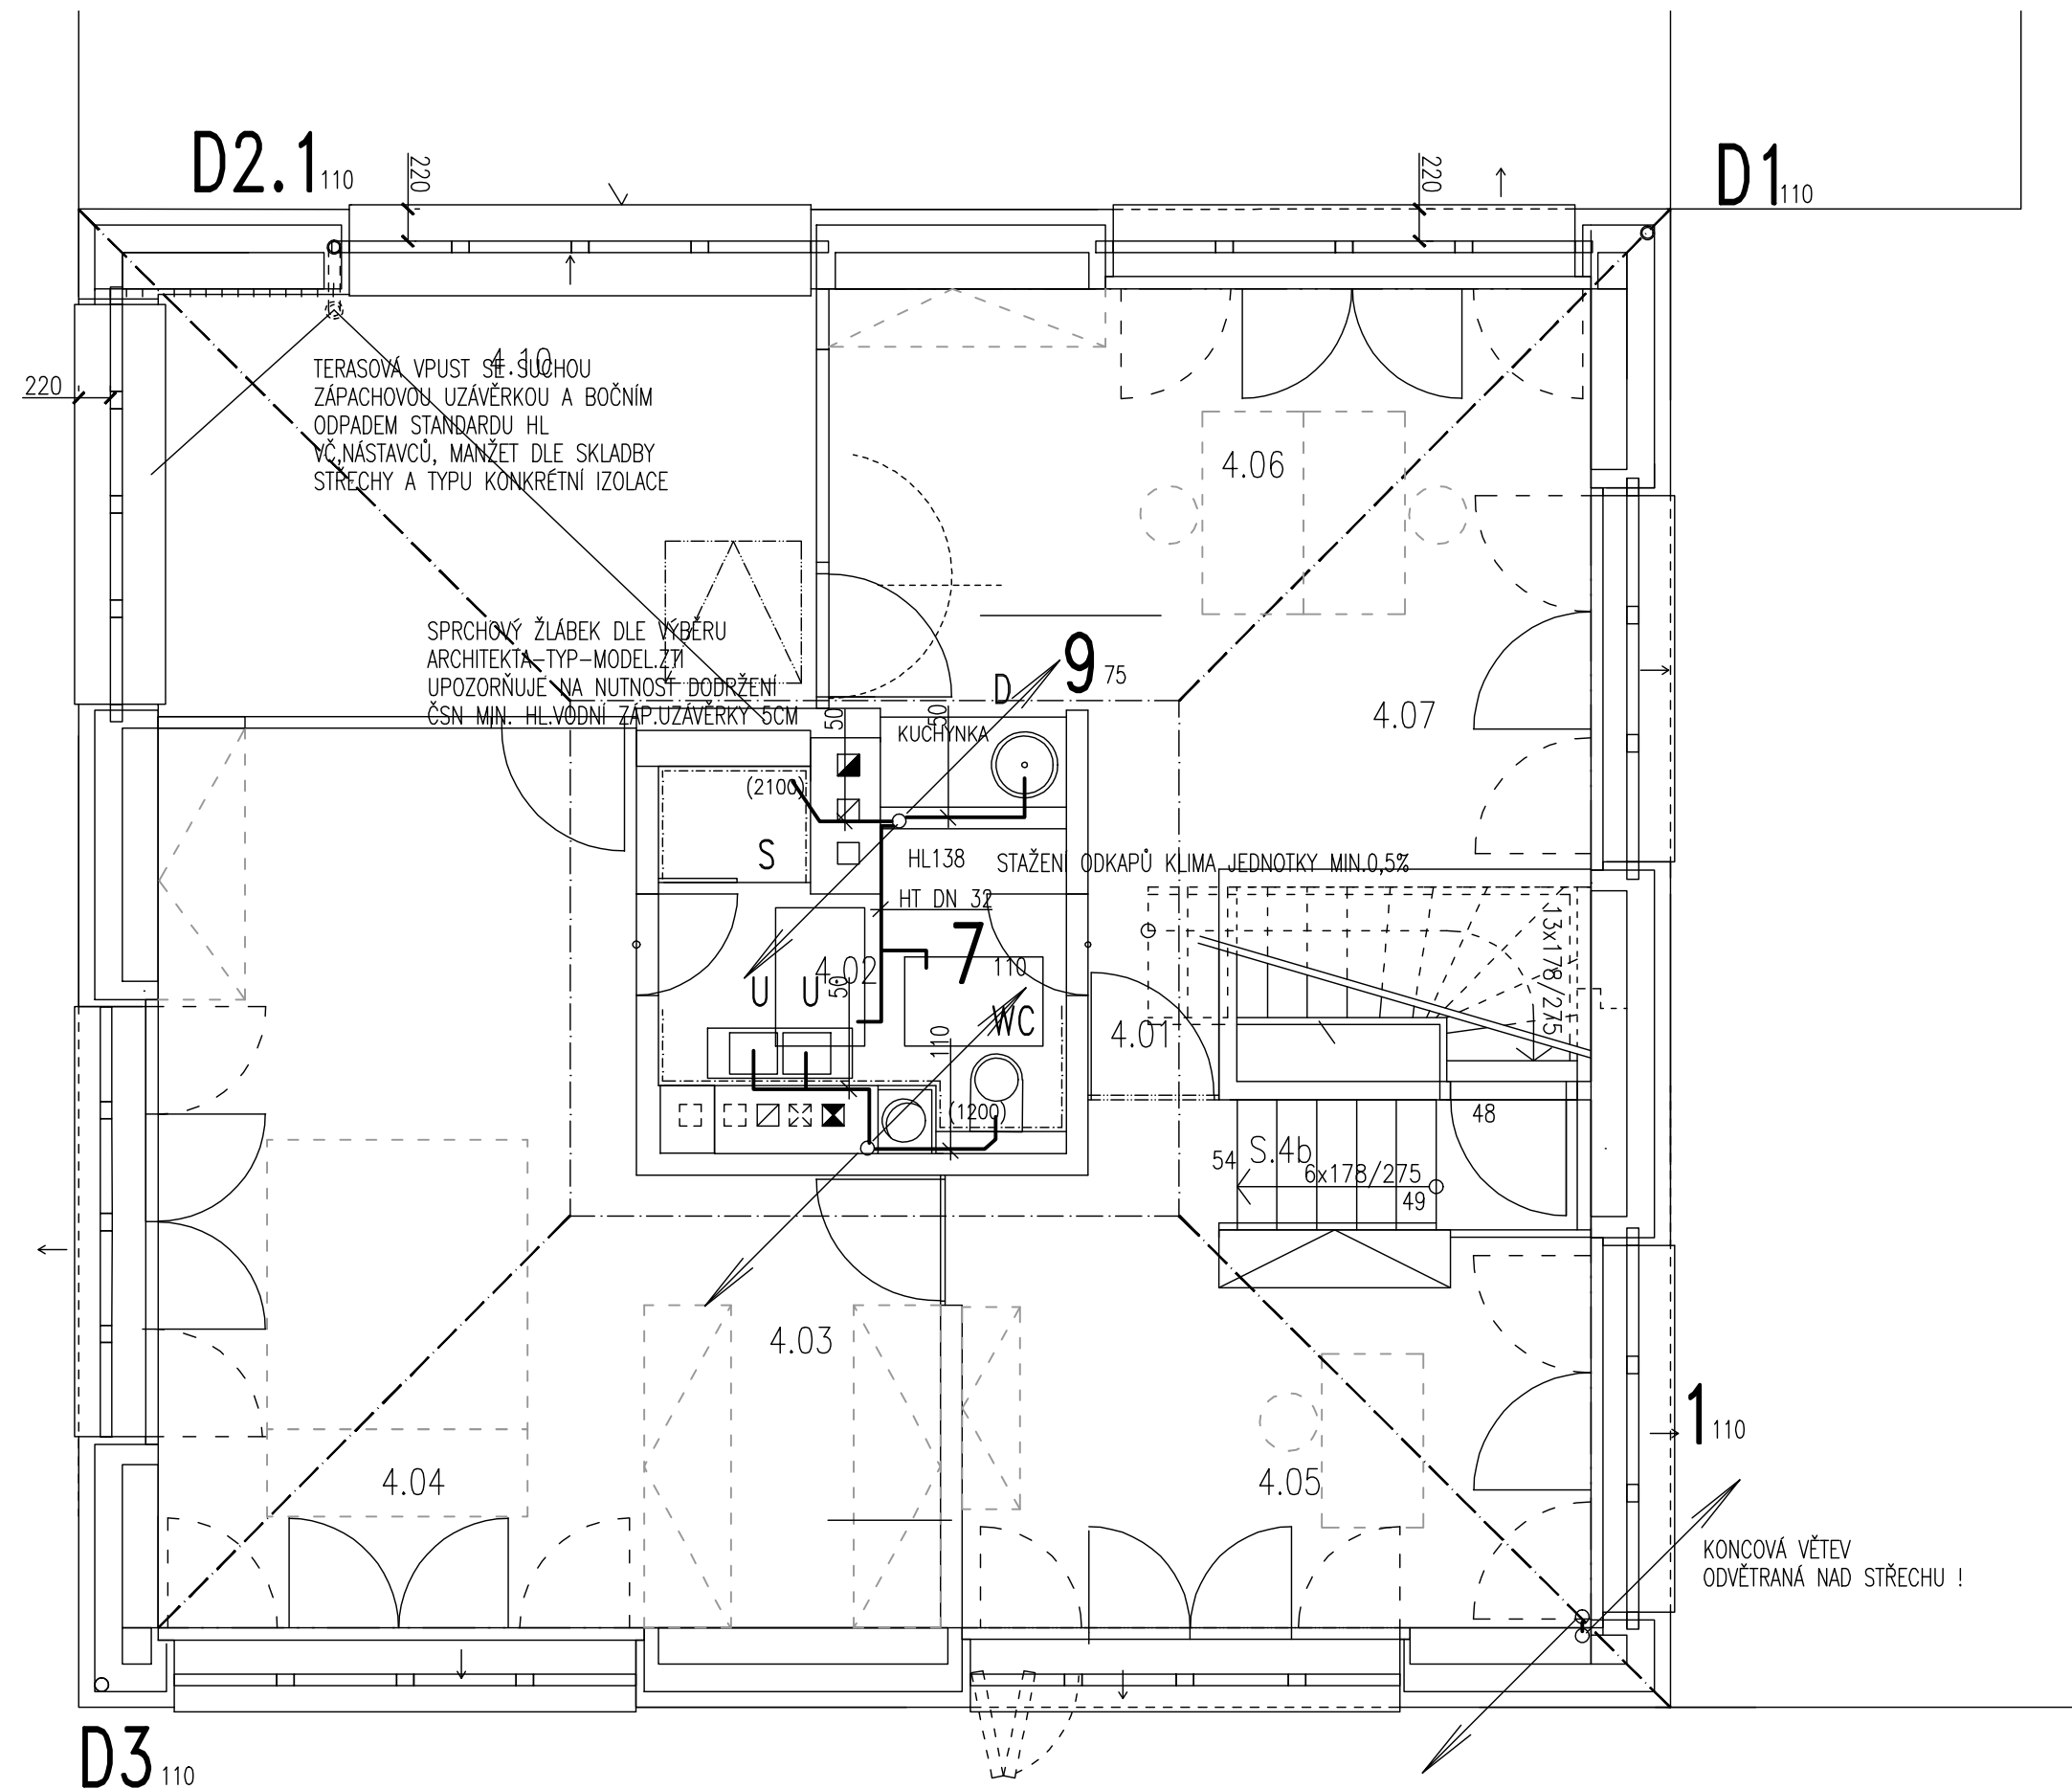 D2.1 110
220
220
D1 110
4.10
TERASOVÁ VPUST SE SUCHOU
ZÁPACHOVOU UZÁVĚRKOU A BOČNÍM
ODPADEM STANDARDU HL
VČ,NÁSTAVCŮ, MANŽET DLE SKLADBY
STŘECHY A TYPU KONKRÉTNÍ IZOLACE
220
4.06
SPRCHOVÝ ŽLÁBEK DLE VÝBĚRU
ARCHITEKTA-TYP-MODEL.ZTI
UPOZORŇUJE NA NUTNOST DODRŽENÍ
ČSN MIN. HL.VODNÍ ZÁP.UZÁVĚRKY 5CM
9 75
D
4.07
50
50
KUCHYNKA
(2100)
S
HL138
STAŽENÍ ODKAPŮ KLIMA JEDNOTKY MIN.0,5%
HT DN 32
13x178/275
7 110
4.02
U U
50
WC
110
4.01
(1200)
48
S.4b
54
6x178/275
49
4.03
1 110
4.04
4.05
KONCOVÁ VĚTEV
ODVĚTRANÁ NAD STŘECHU !
D3 110